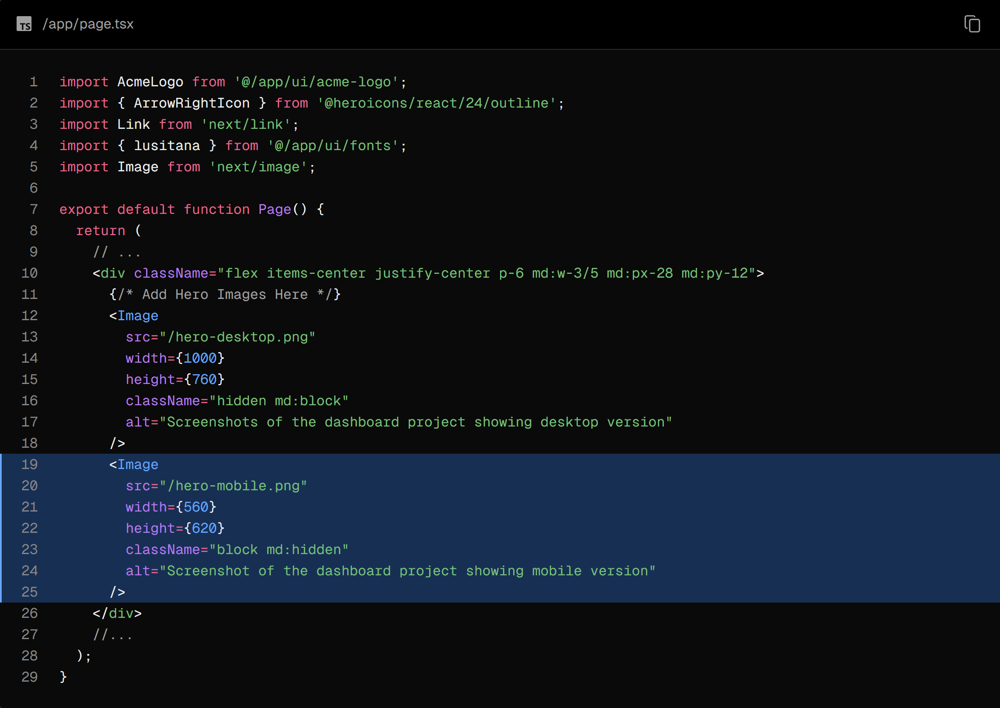 TS /app/page.tsx
1 import AcmeLogo from '@/app/ui/acme-logo';
2 import { ArrowRightIcon } from '@heroicons/react/24/outline';
3 import Link from 'next/link';
4 import { lusitana } from '@/app/ui/fonts';
5 import Image from 'next/image';
6
7 export default function Page() {
8   return (
9     // ...
10     <div className="flex items-center justify-center p-6 md:w-3/5 md:px-28 md:py-12">
11       {/* Add Hero Images Here */}
12       <Image
13         src="/hero-desktop.png"
14         width={1000}
15         height={760}
16         className="hidden md:block"
17         alt="Screenshots of the dashboard project showing desktop version"
18       />
19       <Image
20         src="/hero-mobile.png"
21         width={560}
22         height={620}
23         className="block md:hidden"
24         alt="Screenshot of the dashboard project showing mobile version"
25       />
26     </div>
27     //...
28   );
29 }